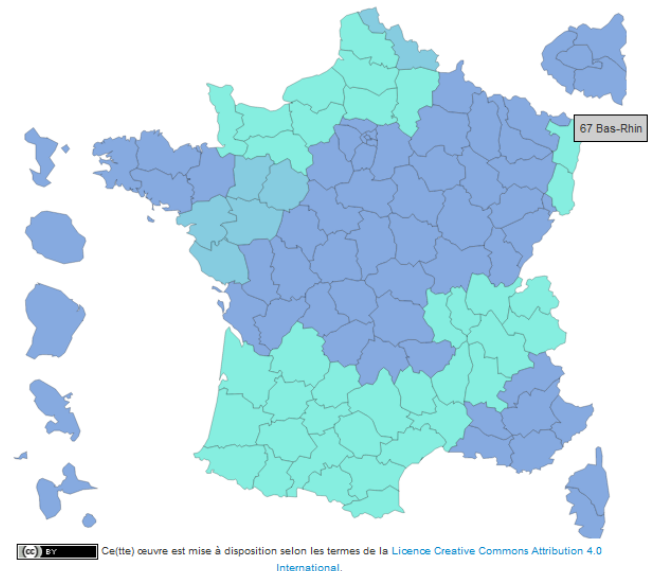 67 Bas-Rhin
(cc) BY Ce(tte) œuvre est mise à disposition selon les termes de la Licence Creative Commons Attribution 4.0
International.